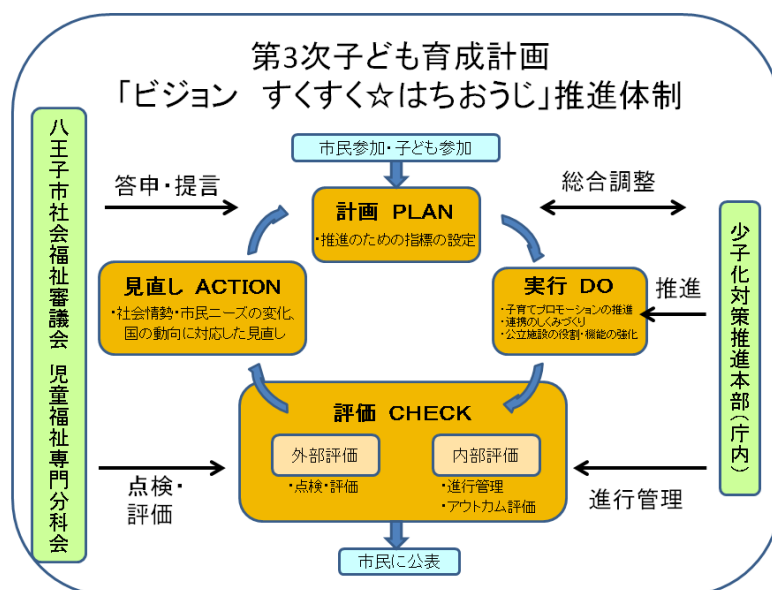 第3次子ども育成計画
「ビジョン　すくすく☆はちおうじ」推進体制
八王子市社会福祉審議会　児童福祉専門分科会
市民参加・子ども参加
答申・提言
総合調整
計画 PLAN
・推進のための指標の設定
見直し ACTION
・社会情勢・市民ニーズの変化、
国の動向に対応した見直し
実行 DO
・子育てプロモーションの推進
・連携のしくみづくり
・公立施設の役割・機能の強化
推進
少子化対策推進本部(庁内)
評価 CHECK
外部評価
・点検・評価
内部評価
・進行管理
・アウトカム評価
点検・
評価
進行管理
市民に公表